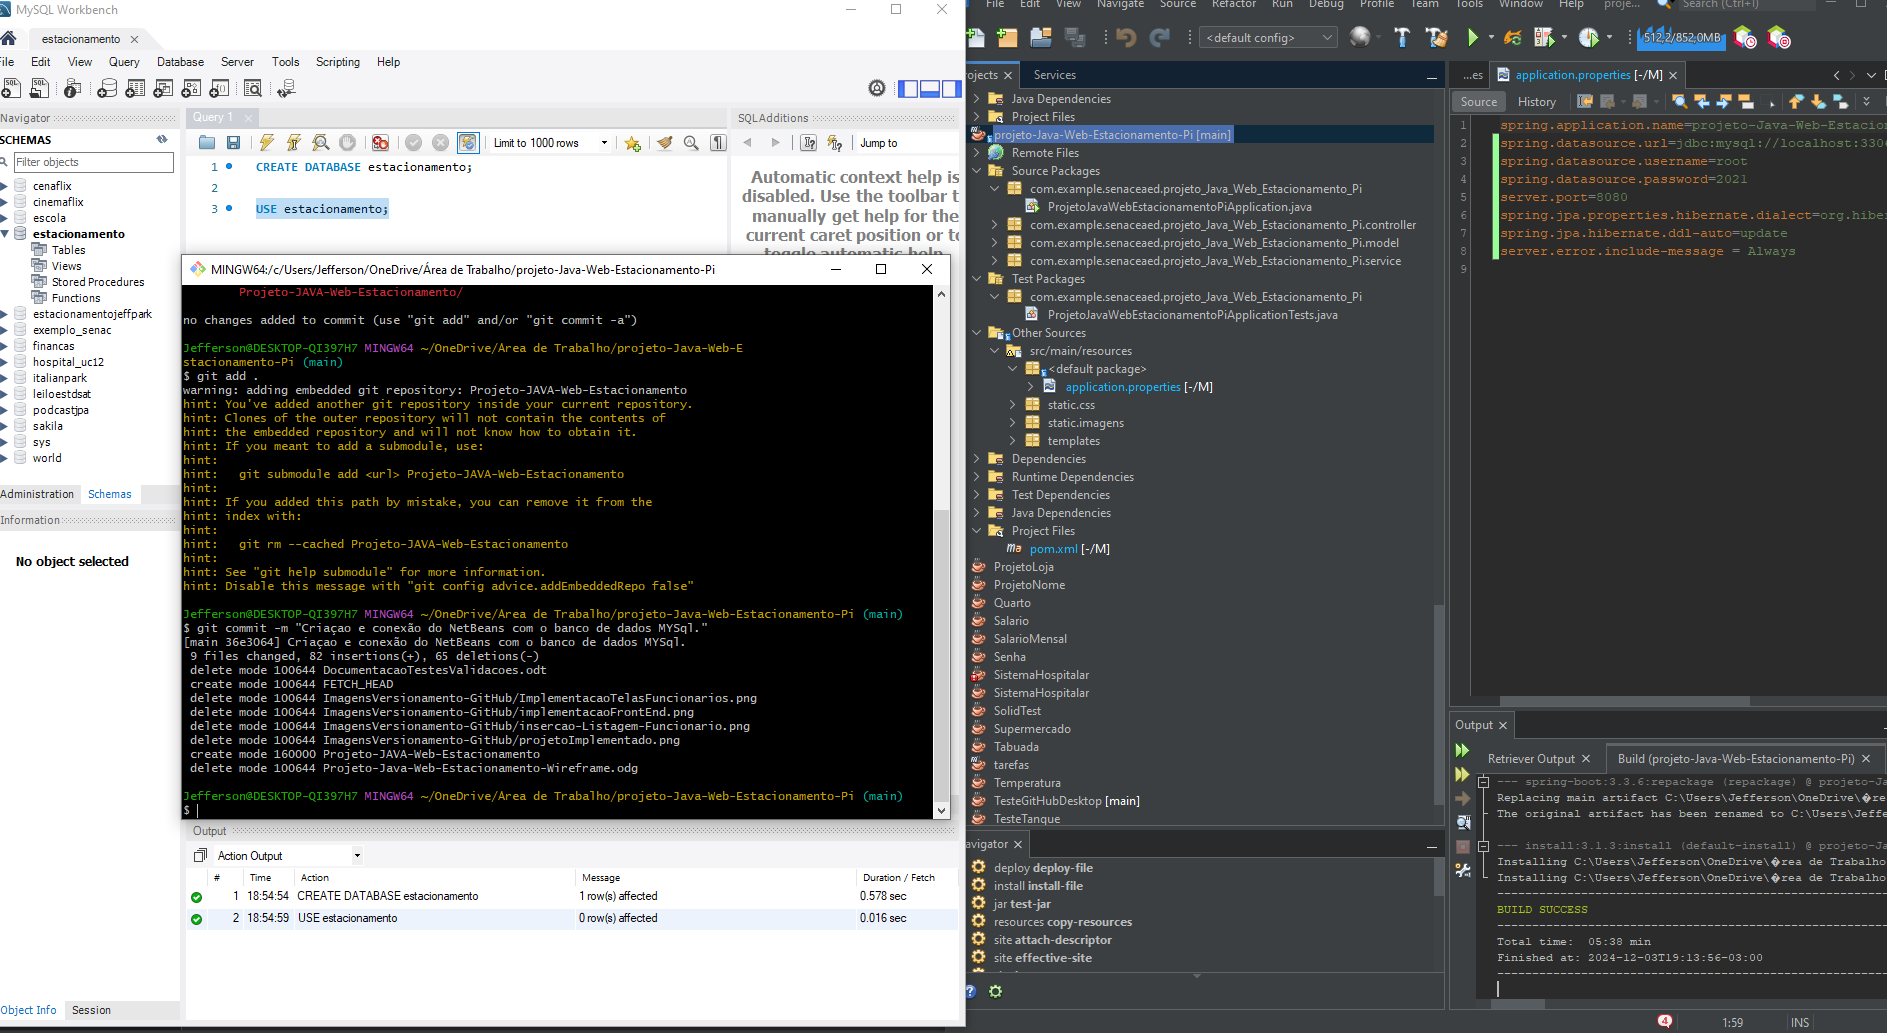 MySQL Workbench
estacionamento
File Edit View Query Database Server Tools Scripting Help
Navigator
SCHEMAS
Filter objects
cenaflix
cinemaflix
escola
estacionamento
Tables
Views
Stored Procedures
Functions
estacionamentojeffpark
exemplo_senac
financas
hospital_uc12
italianpark
leiloestdsat
podcastjpa
sakila
sys
world
Administration Schemas
Information
No object selected
Object Info Session
Query 1
Limit to 1000 rows
1 CREATE DATABASE estacionamento;
2
3 USE estacionamento;
SQLAdditions
Jump to
Automatic context help is
disabled. Use the toolbar t
manually get help for the
current caret position or to
toggle automatic help.
MINGW64:/c/Users/Jefferson/OneDrive/Área de Trabalho/projeto-Java-Web-Estacionamento-Pi
Projeto-JAVA-Web-Estacionamento/
no changes added to commit (use "git add" and/or "git commit -a")
Jefferson@DESKTOP-QI397H7 MINGW64 ~/OneDrive/Área de Trabalho/projeto-Java-Web-E
stacionamento-Pi (main)
$ git add .
warning: adding embedded git repository: Projeto-JAVA-Web-Estacionamento
hint: You've added another git repository inside your current repository.
hint: Clones of the outer repository will not contain the contents of
hint: the embedded repository and will not know how to obtain it.
hint: If you meant to add a submodule, use:
hint:
hint:   git submodule add <url> Projeto-JAVA-Web-Estacionamento
hint:
hint: If you added this path by mistake, you can remove it from the
hint: index with:
hint:
hint:   git rm --cached Projeto-JAVA-Web-Estacionamento
hint:
hint: See "git help submodule" for more information.
hint: Disable this message with "git config advice.addEmbeddedRepo false"
Jefferson@DESKTOP-QI397H7 MINGW64 ~/OneDrive/Área de Trabalho/projeto-Java-Web-Estacionamento-Pi (main)
$ git commit -m "Criaçao e conexão do NetBeans com o banco de dados MYSql."
[main 36e3064] Criaçao e conexão do NetBeans com o banco de dados MYSql.
9 files changed, 82 insertions(+), 65 deletions(-)
delete mode 100644 DocumentacaoTestesValidacoes.odt
create mode 100644 FETCH_HEAD
delete mode 100644 ImagensVersionamento-GitHub/ImplementacaoTelasFuncionarios.png
delete mode 100644 ImagensVersionamento-GitHub/implementacaoFrontEnd.png
delete mode 100644 ImagensVersionamento-GitHub/insercao-Listagem-Funcionario.png
delete mode 100644 ImagensVersionamento-GitHub/projetoImplementado.png
create mode 160000 Projeto-JAVA-Web-Estacionamento
delete mode 100644 Projeto-Java-Web-Estacionamento-Wireframe.odg
Jefferson@DESKTOP-QI397H7 MINGW64 ~/OneDrive/Área de Trabalho/projeto-Java-Web-Estacionamento-Pi (main)
$
Output
Action Output
# Time Action Message Duration / Fetch
1 18:54:54 CREATE DATABASE estacionamento 1 row(s) affected 0.578 sec
2 18:54:59 USE estacionamento 0 row(s) affected 0.016 sec
File Edit View Navigate Source Refactor Run Debug Profile Team Tools Window Help proje... Search (Ctrl+I)
<default config>
512,2/852,0MB
rojects Services
Java Dependencies
Project Files
projeto-Java-Web-Estacionamento-Pi [main]
Remote Files
Source Packages
com.example.senaceaed.projeto_Java_Web_Estacionamento_Pi
ProjetoJavaWebEstacionamentoPiApplication.java
com.example.senaceaed.projeto_Java_Web_Estacionamento_Pi.controller
com.example.senaceaed.projeto_Java_Web_Estacionamento_Pi.model
com.example.senaceaed.projeto_Java_Web_Estacionamento_Pi.service
Test Packages
com.example.senaceaed.projeto_Java_Web_Estacionamento_Pi
ProjetoJavaWebEstacionamentoPiApplicationTests.java
Other Sources
src/main/resources
<default package>
application.properties [-/M]
static.css
static.imagens
templates
Dependencies
Runtime Dependencies
Test Dependencies
Java Dependencies
Project Files
pom.xml [-/M]
ProjetoLoja
ProjetoNome
Quarto
Salario
SalarioMensal
Senha
SistemaHospitalar
SistemaHospitalar
SolidTest
Supermercado
Tabuada
tarefas
Temperatura
TesteGitHubDesktop [main]
TesteTanque
avigator
deploy deploy-file
install install-file
jar test-jar
resources copy-resources
site attach-descriptor
site effective-site
...es application.properties [-/M]
Source History
1 spring.application.name=projeto-Java-Web-Estacion
2 spring.datasource.url=jdbc:mysql://localhost:330
3 spring.datasource.username=root
4 spring.datasource.password=2021
5 server.port=8080
6 spring.jpa.properties.hibernate.dialect=org.hiber
7 spring.jpa.hibernate.ddl-auto=update
8 server.error.include-message = Always
9
Output
Retriever Output Build (projeto-Java-Web-Estacionamento-Pi)
--- spring-boot:3.3.6:repackage (repackage) @ projeto-Ja
Replacing main artifact C:\Users\Jefferson\OneDrive\�rea
The original artifact has been renamed to C:\Users\Jeffe
--- install:3.1.3:install (default-install) @ projeto-Ja
Installing C:\Users\Jefferson\OneDrive\�rea de Trabalho
Installing C:\Users\Jefferson\OneDrive\�rea de Trabalho
BUILD SUCCESS
Total time:  05:38 min
Finished at: 2024-12-03T19:13:56-03:00
4 1:59 INS